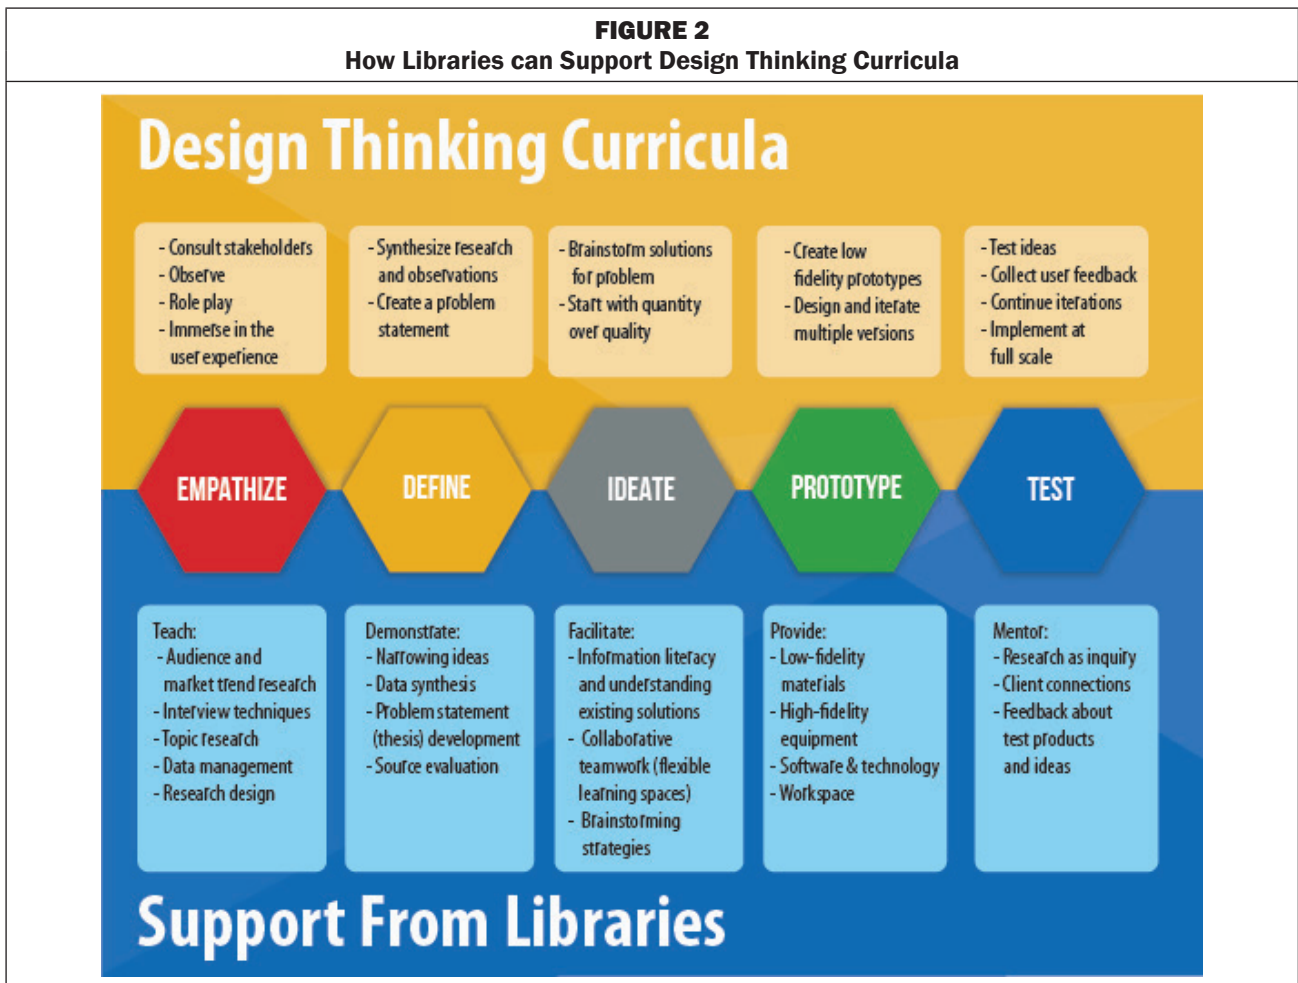 FIGURE 2
How Libraries can Support Design Thinking Curricula
Design Thinking Curricula
- Consult stakeholders
- Observe
- Role play
- Immerse in the
user experience
- Synthesize research
and observations
- Create a problem
statement
- Brainstorm solutions
for problem
- Start with quantity
over quality
- Create low
fidelity prototypes
- Design and iterate
multiple versions
- Test ideas
- Collect user feedback
- Continue iterations
- Implement at
full scale
EMPATHIZE
DEFINE
IDEATE
PROTOTYPE
TEST
Teach:
- Audience and
market trend research
- Interview techniques
- Topic research
- Data management
- Research design
Demonstrate:
- Narrowing ideas
- Data synthesis
- Problem statement
(thesis) development
- Source evaluation
Facilitate:
- Information literacy
and understanding
existing solutions
- Collaborative
teamwork (flexible
learning spaces)
- Brainstorming
strategies
Provide:
- Low-fidelity
materials
- High-fidelity
equipment
- Software & technology
- Workspace
Mentor:
- Research as inquiry
- Client connections
- Feedback about
test products
and ideas
Support From Libraries